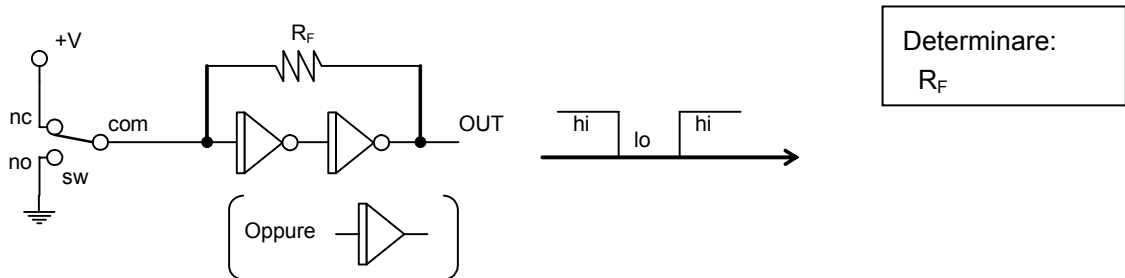 +V
R_F
Determinare:
R_F
nc
com
OUT
hi
lo
hi
no
sw
Oppure